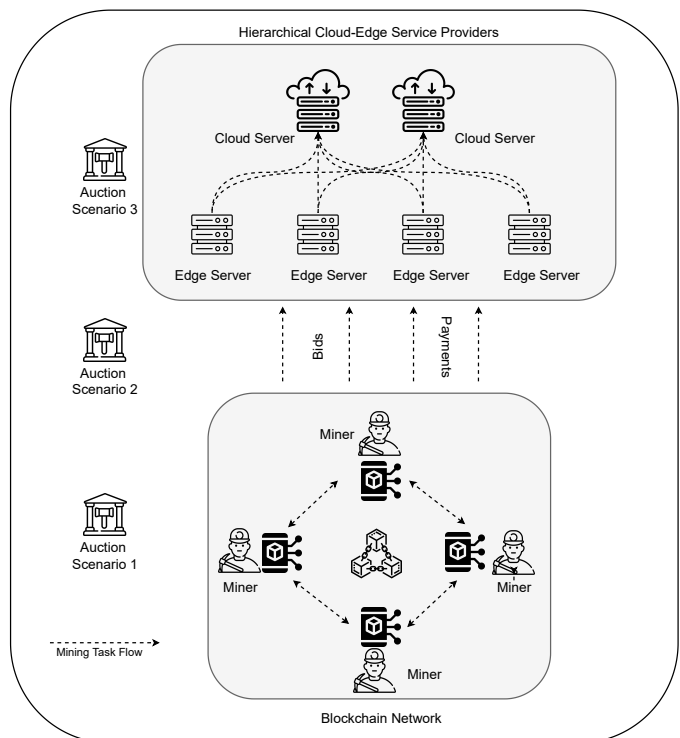 Hierarchical Cloud-Edge Service Providers
Cloud Server
Cloud Server
Auction
Scenario 3
Edge Server
Edge Server
Edge Server
Edge Server
Bids
Payments
Auction
Scenario 2
Miner
Auction
Scenario 1
Miner
Miner
Mining Task Flow
Miner
Blockchain Network